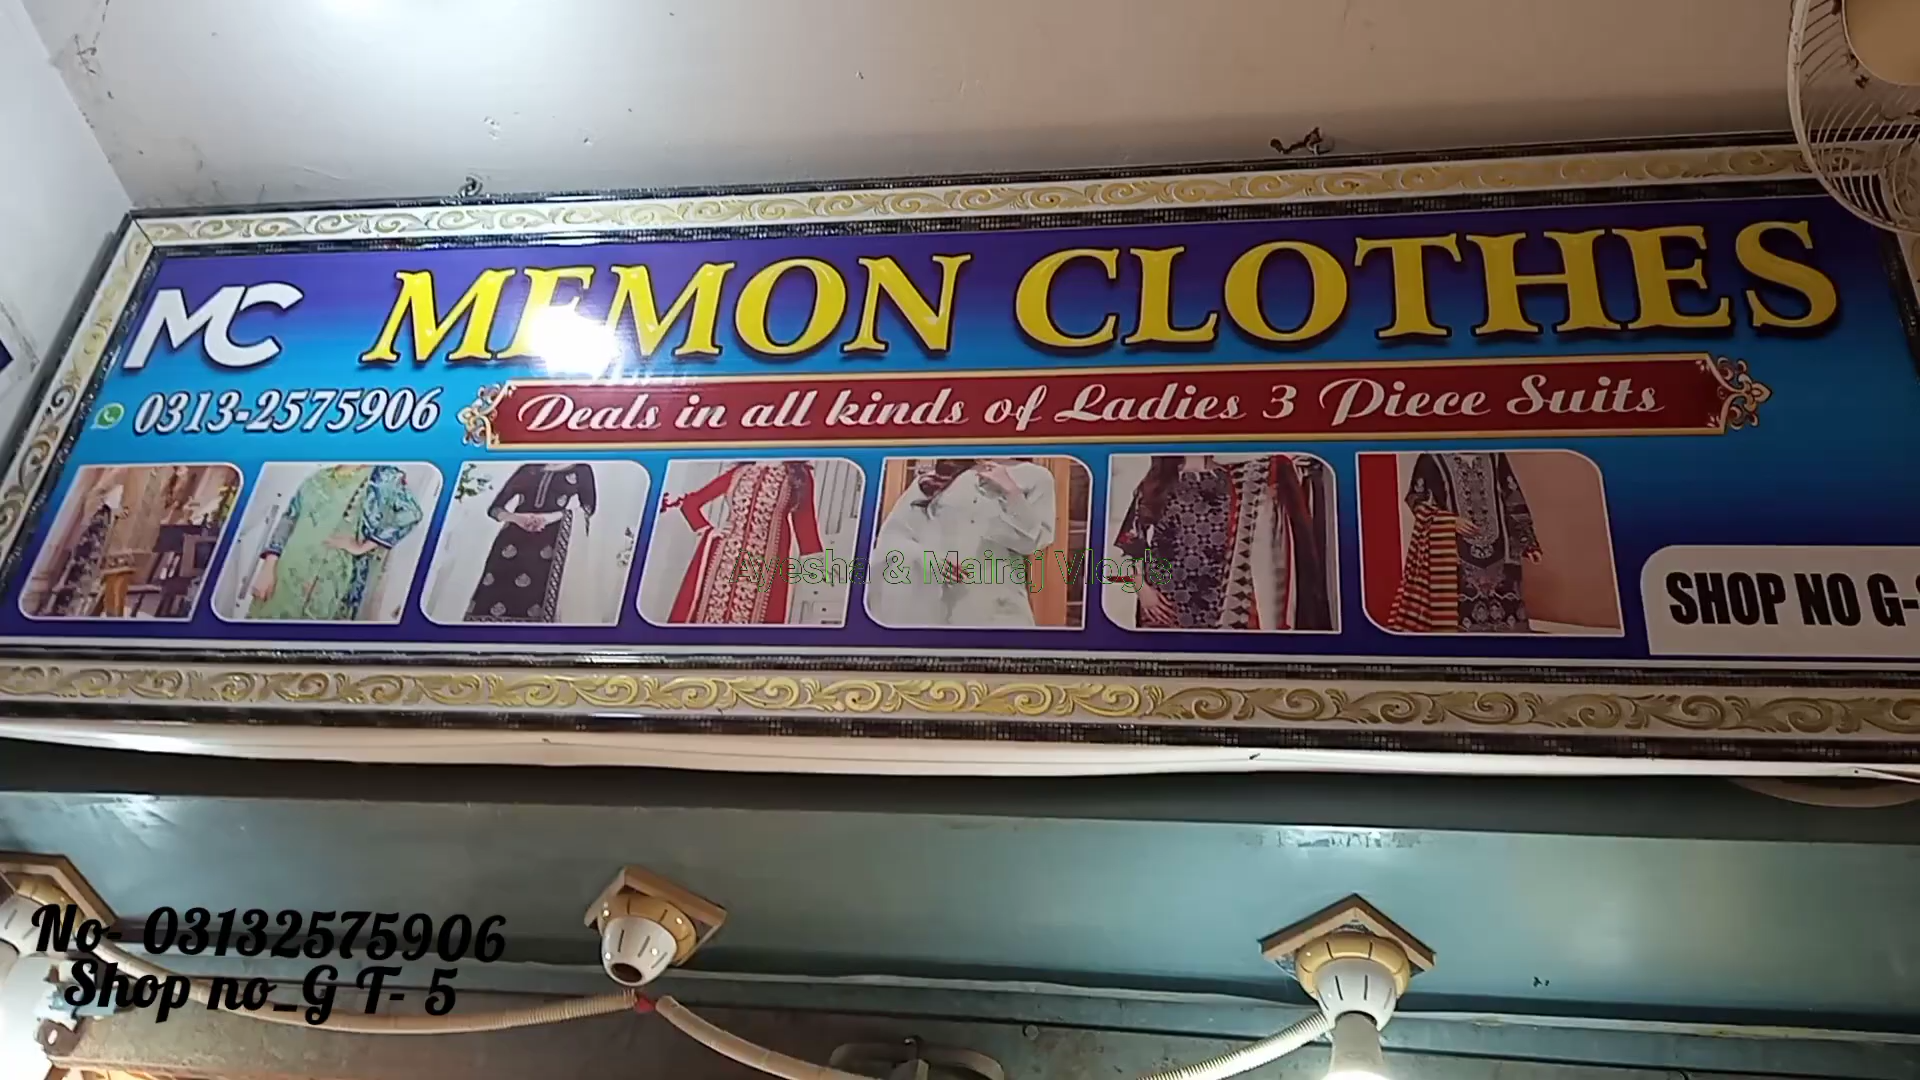 MC MEMON CLOTHES
0313-2575906 Deals in all kinds of Ladies 3 Piece Suits
Ayesha & Mairaj Vlog's
SHOP NO G-
No- 03132575906
Shop no_G T- 5